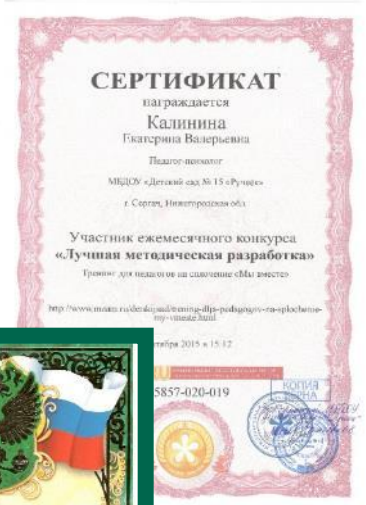 СЕРТИФИКАТ
награждается
Калинина
Екатерина Валерьевна
Педагог-психолог
МБДОУ «Детский сад № 15 «Ручеек»
г. Сергач, Нижегородская обл.
Участник ежемесячного конкурса
«Лучшая методическая разработка»
Тренинг для педагогов на сплочение «Мы вместе»
http://www.maam.ru/detskijsad/trening-dlja-pedagogov-na-splochenie-
my-vmeste.html
2015 в 15:12
5857-020-019
КОПИЯ
ВЕРНА